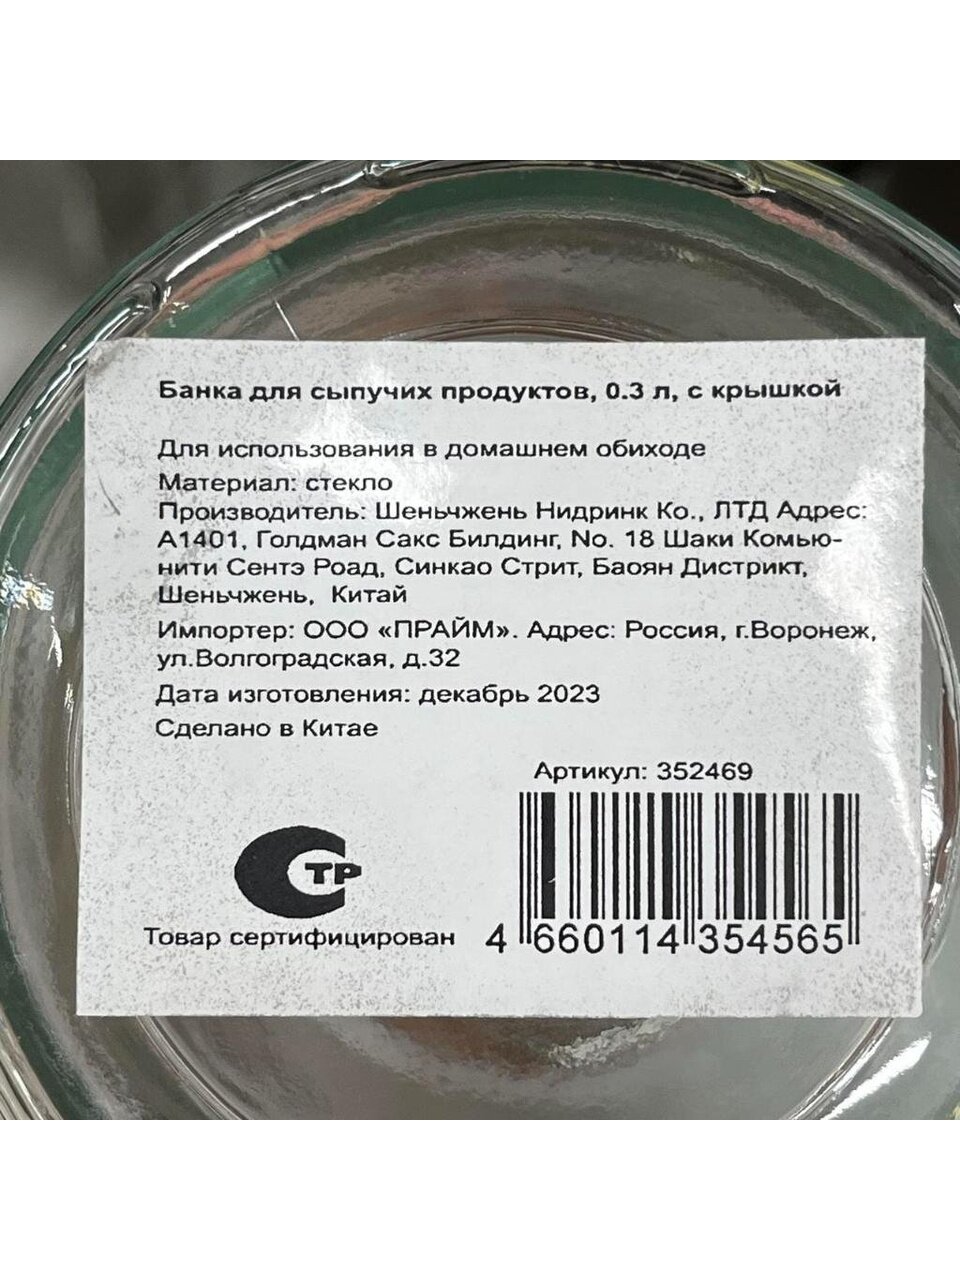 Банка для сыпучих продуктов, 0.3 л, с крышкой
Для использования в домашнем обиходе
Материал: стекло
Производитель: Шеньчжень Нидринк Ко., ЛТД Адрес:
А1401, Голдман Сакс Билдинг, No. 18 Шаки Комью-
нити Сентэ Роад, Синкао Стрит, Баоян Дистрикт,
Шеньчжень, Китай
Импортер: ООО «ПРАЙМ». Адрес: Россия, г.Воронеж,
ул.Волгоградская, д.32
Дата изготовления: декабрь 2023
Сделано в Китае
Артикул: 352469
СТР
Товар сертифицирован
4 660114 354565